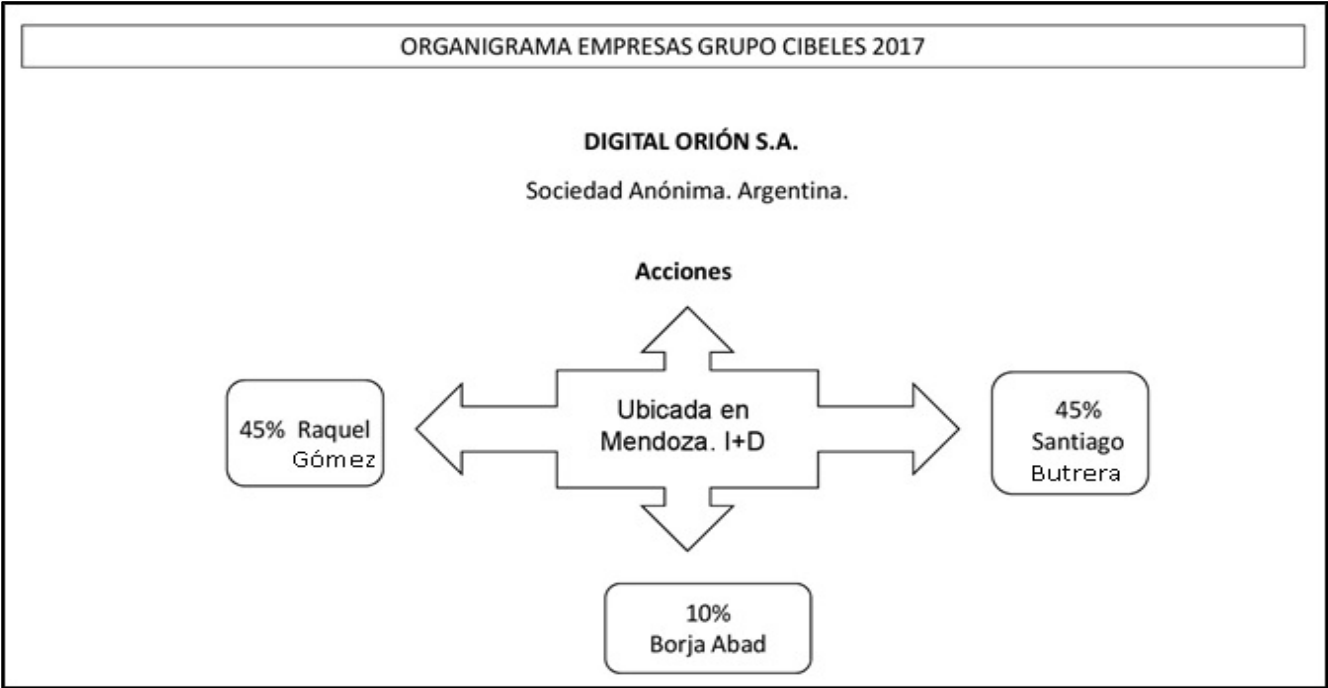 ORGANIGRAMA EMPRESAS GRUPO CIBELES 2017
DIGITAL ORIÓN S.A.
Sociedad Anónima. Argentina.
Acciones
45% Raquel
Gómez
Ubicada en
Mendoza. I+D
45%
Santiago
Butrera
10%
Borja Abad